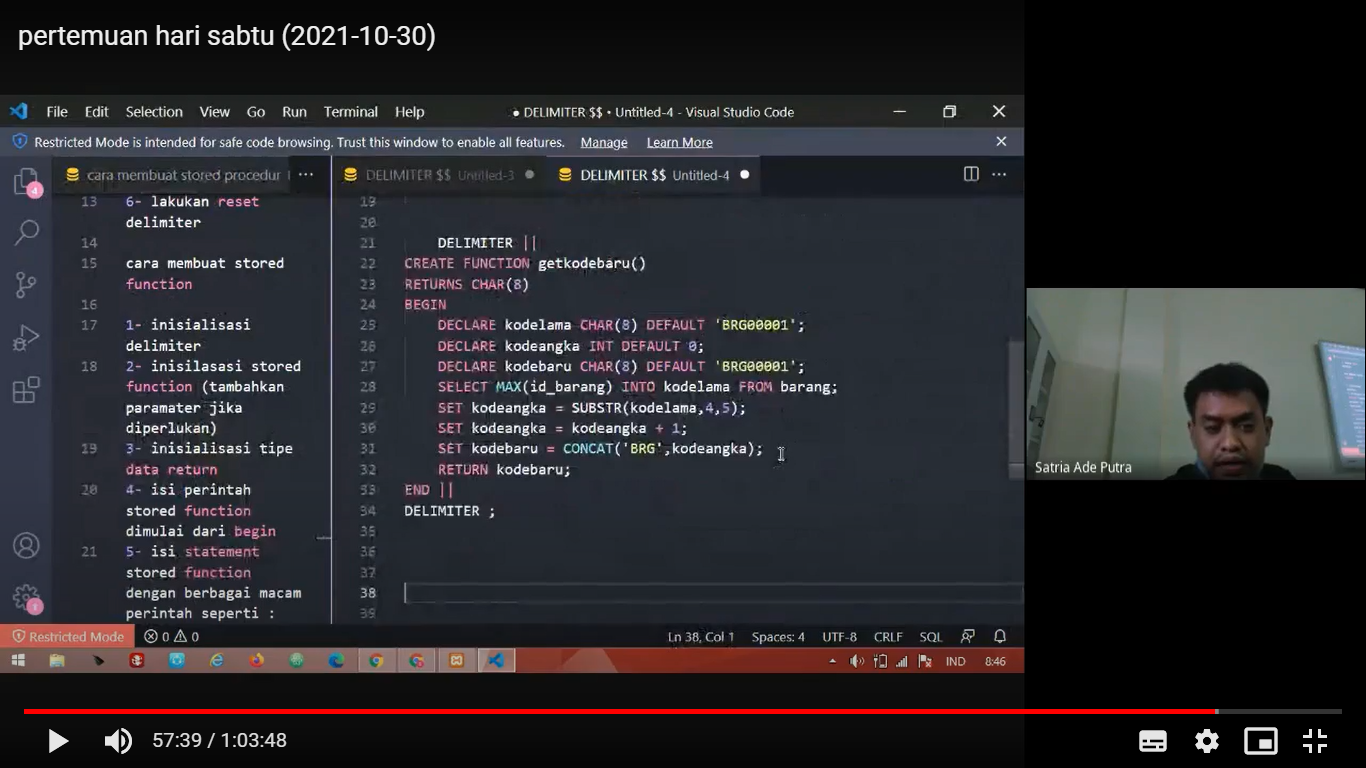 pertemuan hari sabtu (2021-10-30)
File Edit Selection View Go Run Terminal Help
● DELIMITER $$ • Untitled-4 - Visual Studio Code
Restricted Mode is intended for safe code browsing. Trust this window to enable all features. Manage Learn More
cara membuat stored procedur ...
DELIMITER $$ Untitled-3
DELIMITER $$ Untitled-4
4
13 6- lakukan reset
delimiter
14
15 cara membuat stored
function
16
17 1- inisialisasi
delimiter
18 2- inisilasasi stored
function (tambahkan
paramater jika
diperlukan)
19 3- inisialisasi tipe
data return
20 4- isi perintah
stored function
dimulai dari begin
21 5- isi statement
stored function
dengan berbagai macam
perintah seperti :
1
19
20
21 DELIMITER ||
22 CREATE FUNCTION getkodebaru()
23 RETURNS CHAR(8)
24 BEGIN
25 DECLARE kodelama CHAR(8) DEFAULT 'BRG00001';
26 DECLARE kodeangka INT DEFAULT 0;
27 DECLARE kodebaru CHAR(8) DEFAULT 'BRG00001';
28 SELECT MAX(id_barang) INTO kodelama FROM barang;
29 SET kodeangka = SUBSTR(kodelama,4,5);
30 SET kodeangka = kodeangka + 1;
31 SET kodebaru = CONCAT('BRG',kodeangka);
32 RETURN kodebaru;
33 END ||
34 DELIMITER ;
35
36
37
38
39
Restricted Mode 0 0 Ln 38, Col 1 Spaces: 4 UTF-8 CRLF SQL
IND 8:46
Satria Ade Putra
57:39 / 1:03:48